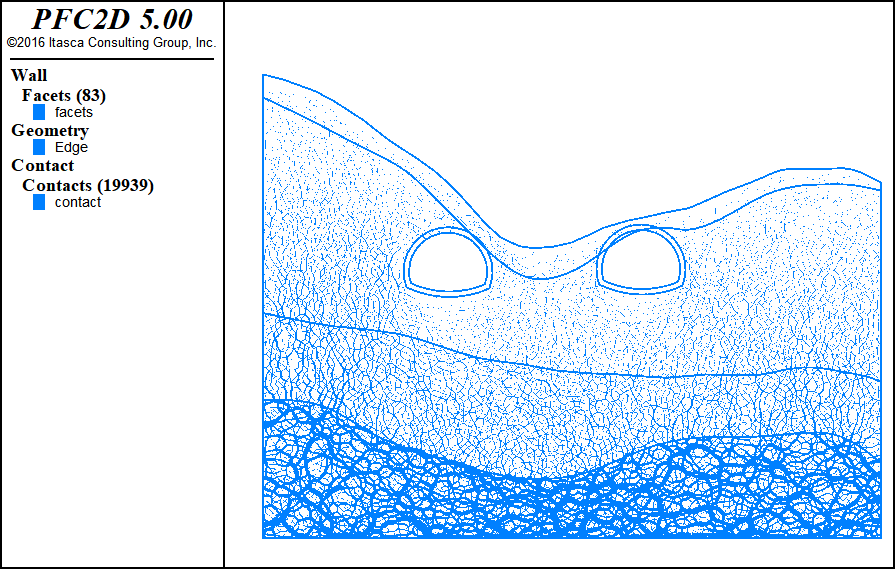 PFC2D 5.00
©2016 Itasca Consulting Group, Inc.
Wall
Facets (83)
facets
Geometry
Edge
Contact
Contacts (19939)
contact